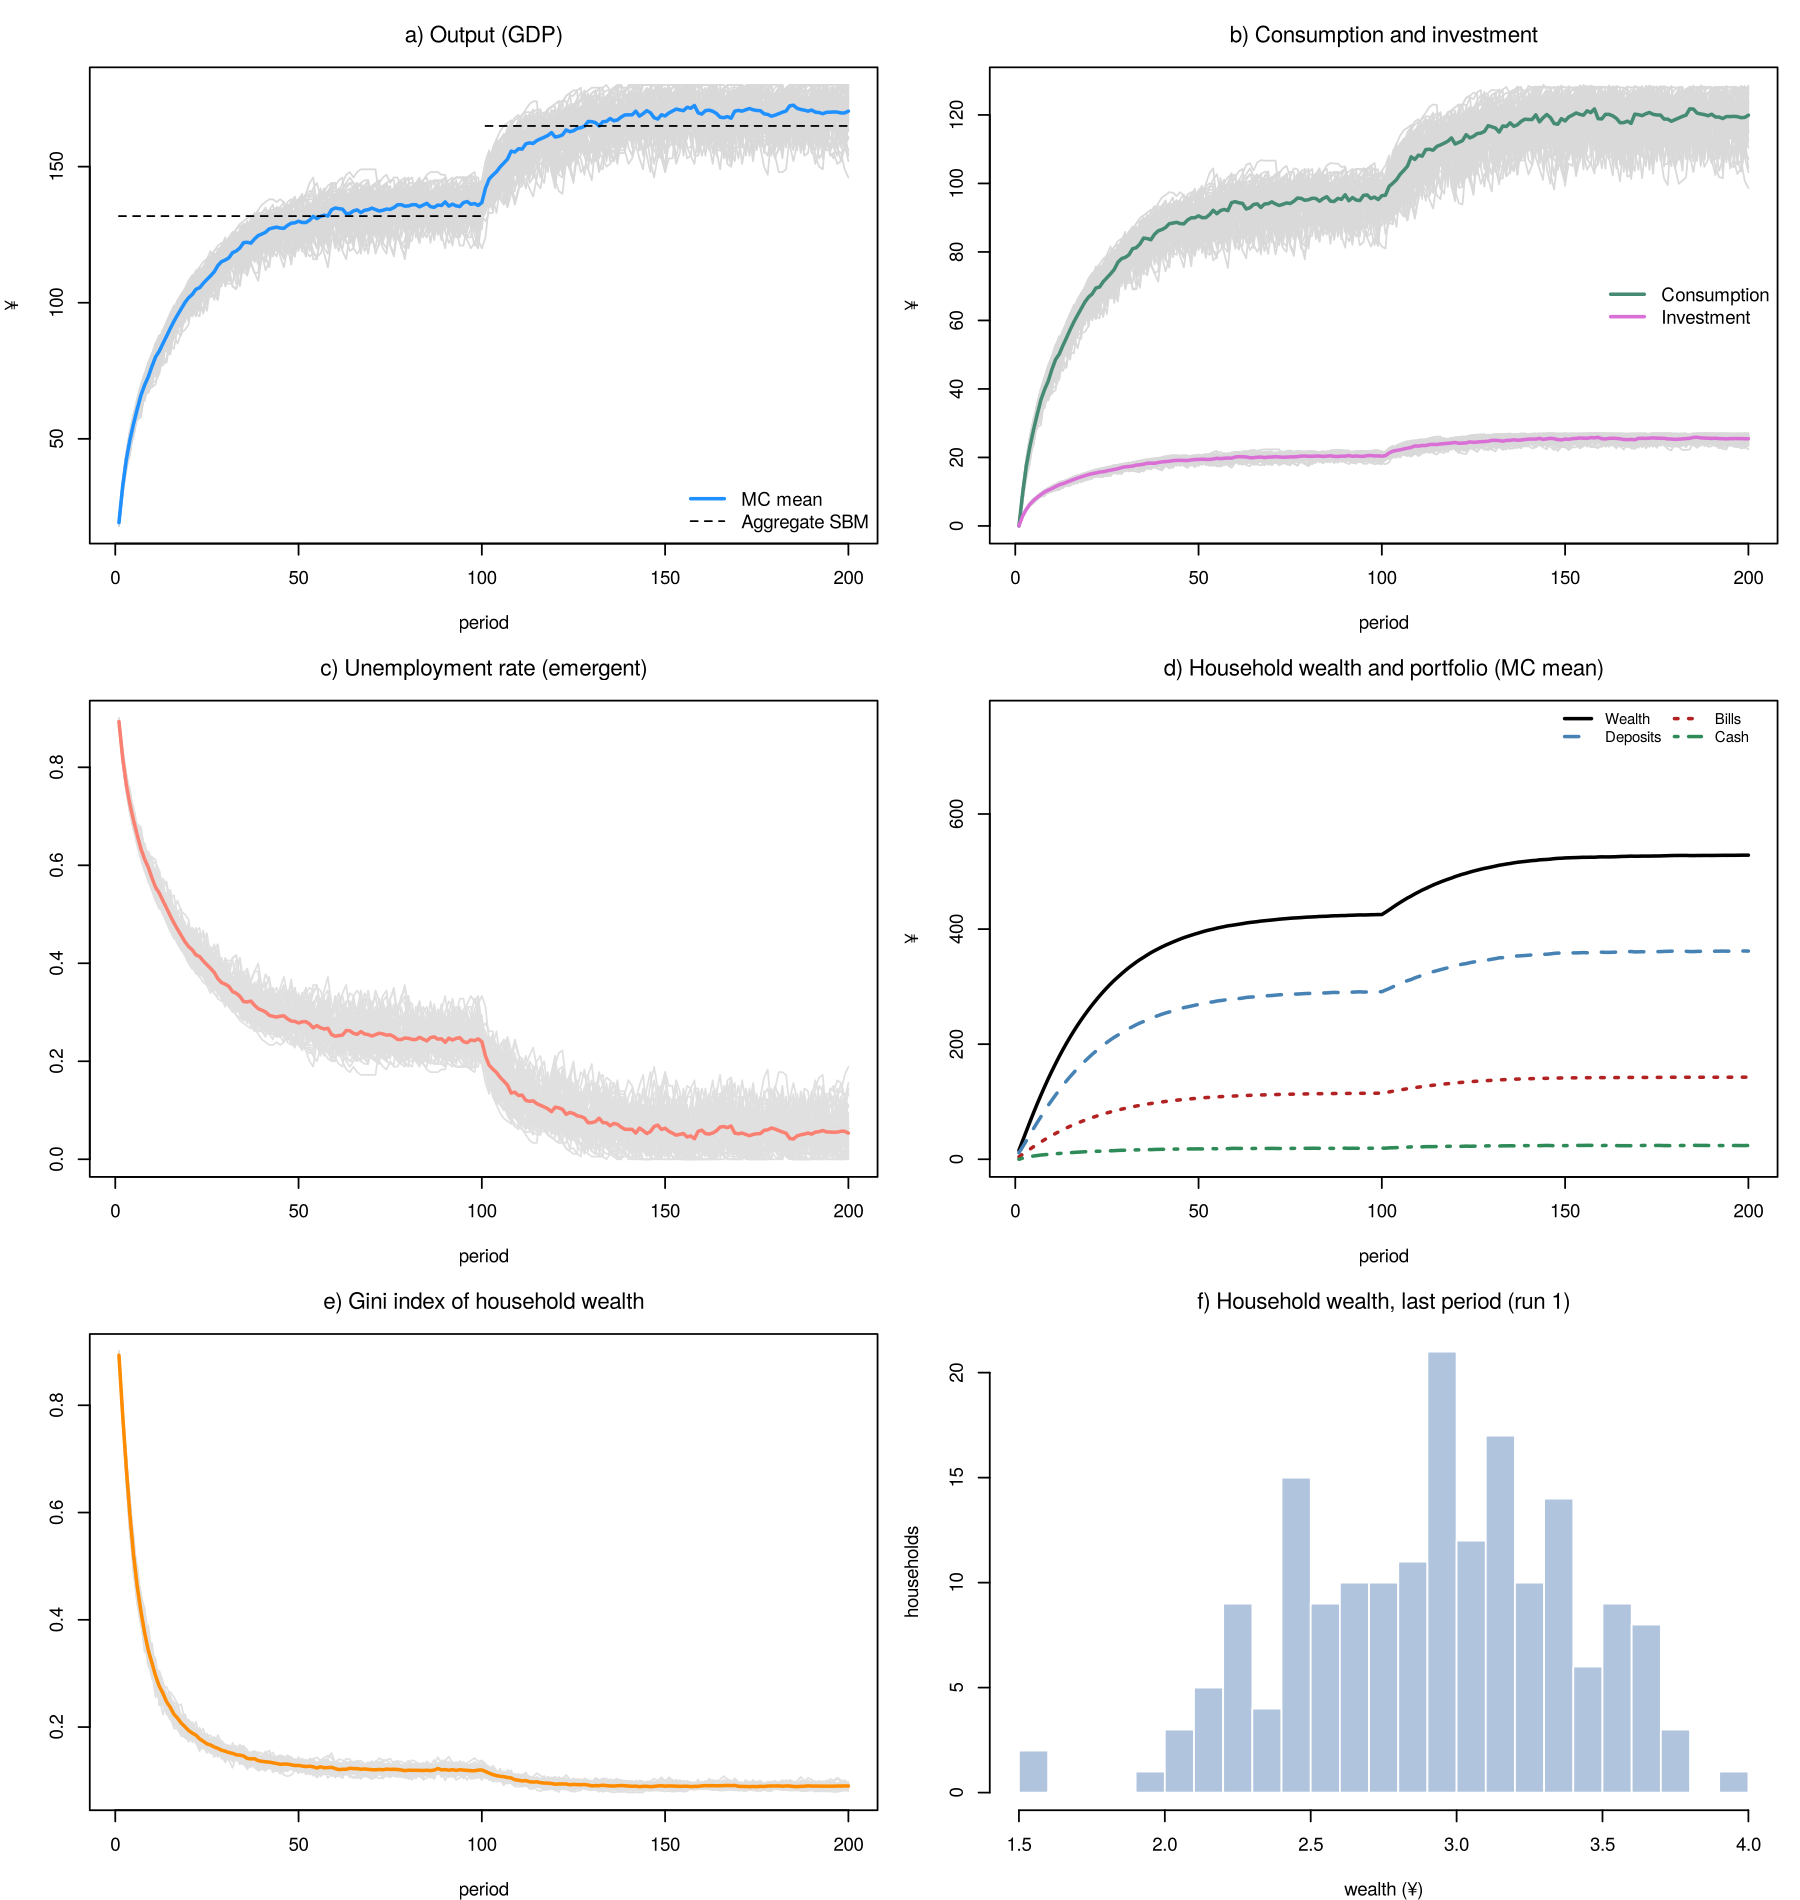 a) Output (GDP)
¥
50
100
150
0
50
100
150
200
period
MC mean
Aggregate SBM
b) Consumption and investment
¥
0
20
40
60
80
100
120
0
50
100
150
200
period
Consumption
Investment
c) Unemployment rate (emergent)
0.0
0.2
0.4
0.6
0.8
0
50
100
150
200
period
d) Household wealth and portfolio (MC mean)
¥
0
200
400
600
0
50
100
150
200
period
Wealth
Deposits
Bills
Cash
e) Gini index of household wealth
0.2
0.4
0.6
0.8
0
50
100
150
200
period
f) Household wealth, last period (run 1)
households
0
5
10
15
20
1.5
2.0
2.5
3.0
3.5
4.0
wealth (¥)